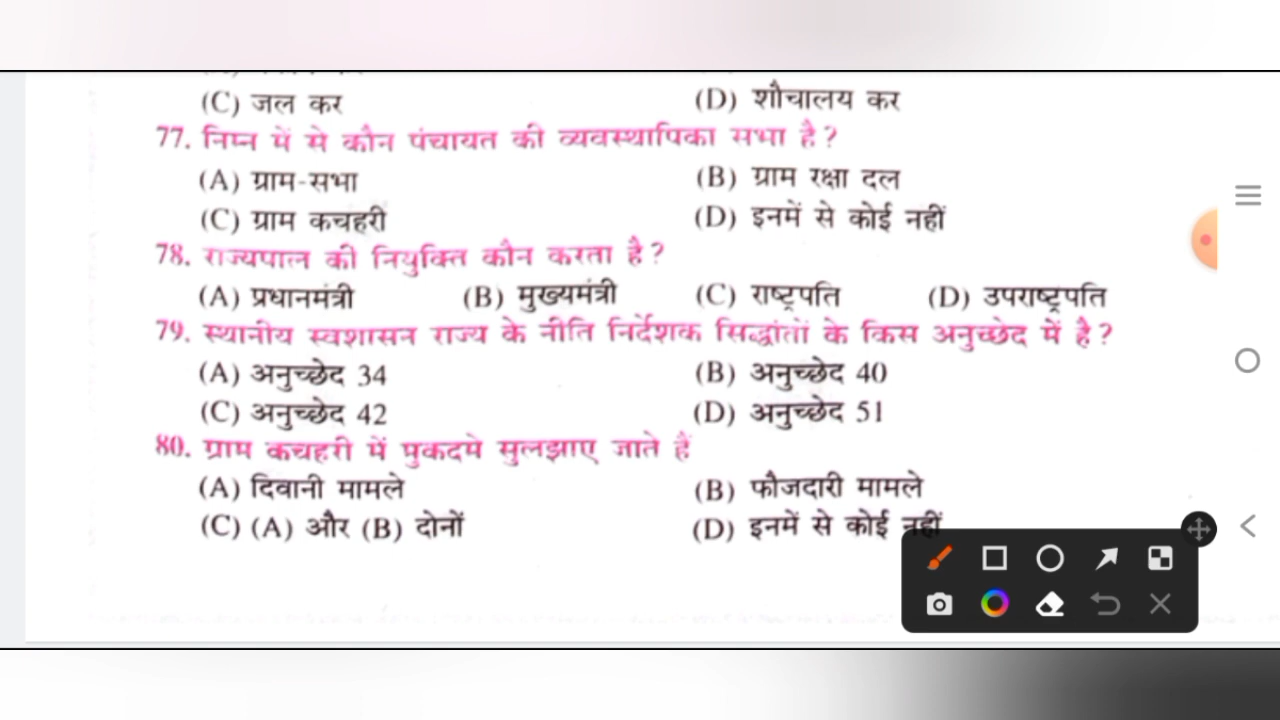 (C) जल कर (D) शौचालय कर
77. निम्न में मे कौन पंचायत की व्यवस्थापिका सभा है?
(A) ग्राम-सभा (B) ग्राम रक्षा दल
(C) ग्राम कचहरी (D) इनमें से कोई नहीं
78. राज्यपाल की नियुक्ति कौन करता है?
(A) प्रधानमंत्री (B) मुख्यमंत्री (C) राष्ट्रपति (D) उपराष्ट्रपति
79. स्थानीय स्वशासन राज्य के नीति निर्देशक सिद्धांतों के किस अनुच्छेद में है?
(A) अनुच्छेद 34 (B) अनुच्छेद 40
(C) अनुच्छेद 42 (D) अनुच्छेद 51
80. ग्राम कचहरी में मुकदमे सुलझाए जाते हैं
(A) दिवानी मामले (B) फौजदारी मामले
(C) (A) और (B) दोनों (D) इनमें से कोई नहीं